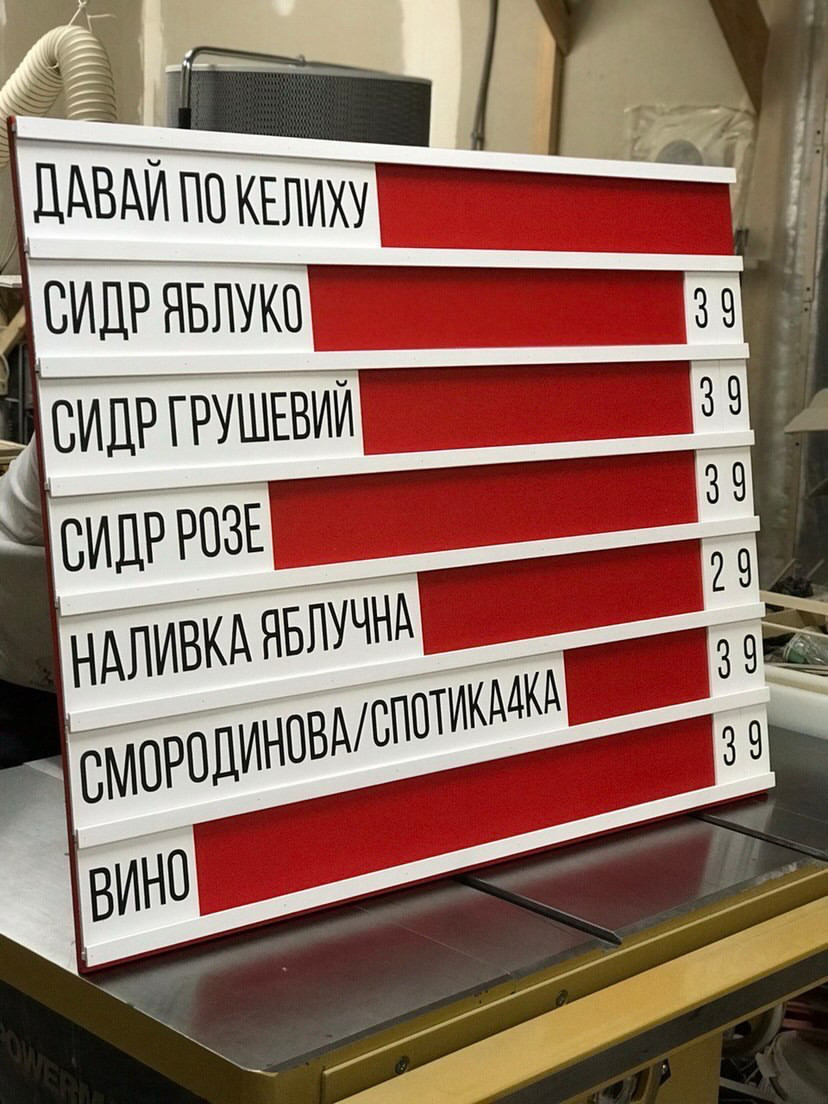 ДАВАЙ ПО КЕЛИХУ
СИДР ЯБЛУКО 39
СИДР ГРУШЕВИЙ 39
СИДР РОЗЕ 39
НАЛИВКА ЯБЛУЧНА 29
СМОРОДИНОВА/СПОТИКА4КА 39
ВИНО 39
POWERM